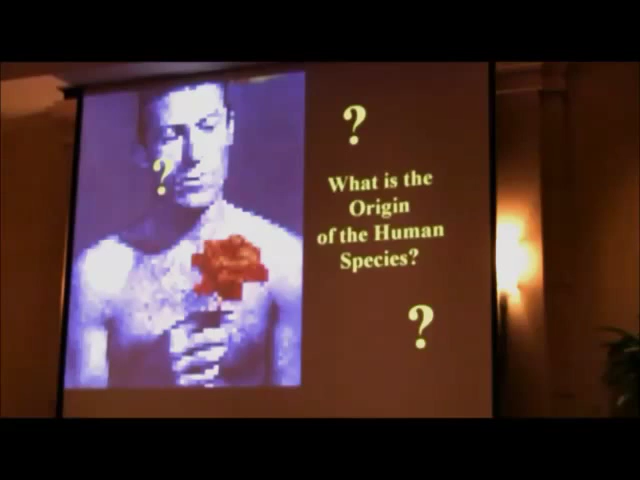 ?
?
What is the
Origin
of the Human
Species?
?